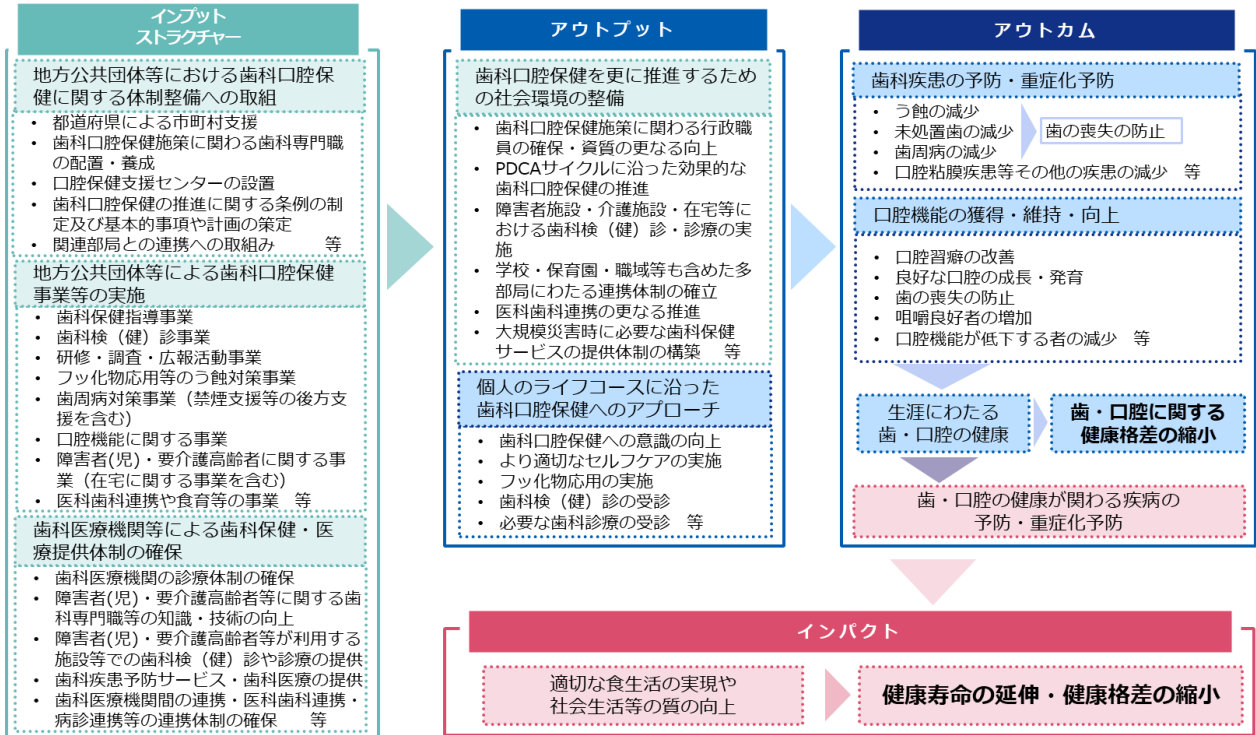 インプット
ストラクチャー
地方公共団体等における歯科口腔保
健に関する体制整備への取組
• 都道府県による市町村支援
• 歯科口腔保健施策に関わる歯科専門職
の配置・養成
• 口腔保健支援センターの設置
• 歯科口腔保健の推進に関する条例の制
定及び基本的事項や計画の策定
• 関連部局との連携への取組み 等
地方公共団体等による歯科口腔保健
事業等の実施
• 歯科保健指導事業
• 歯科検（健）診事業
• 研修・調査・広報活動事業
• フッ化物応用等のう蝕対策事業
• 歯周病対策事業（禁煙支援等の後方支
援を含む）
• 口腔機能に関する事業
• 障害者(児)・要介護高齢者に関する事
業（在宅に関する事業を含む）
• 医科歯科連携や食育等の事業 等
歯科医療機関等による歯科保健・医
療提供体制の確保
• 歯科医療機関の診療体制の確保
• 障害者(児)・要介護高齢者等に関する歯
科専門職等の知識・技術の向上
• 障害者(児)・要介護高齢者等が利用する
施設等での歯科検（健）診や診療の提供
• 歯科疾患予防サービス・歯科医療の提供
• 歯科医療機関間の連携・医科歯科連携・
病診連携等の連携体制の確保 等
アウトプット
歯科口腔保健を更に推進するため
の社会環境の整備
• 歯科口腔保健施策に関わる行政職
員の確保・資質の更なる向上
• PDCAサイクルに沿った効果的な
歯科口腔保健の推進
• 障害者施設・介護施設・在宅等に
おける歯科検（健）診・診療の実
施
• 学校・保育園・職域等も含めた多
部局にわたる連携体制の確立
• 医科歯科連携の更なる推進
• 大規模災害時に必要な歯科保健
サービスの提供体制の構築 等
個人のライフコースに沿った
歯科口腔保健へのアプローチ
• 歯科口腔保健への意識の向上
• より適切なセルフケアの実施
• フッ化物応用の実施
• 歯科検（健）診の受診
• 必要な歯科診療の受診 等
アウトカム
歯科疾患の予防・重症化予防
• う蝕の減少
• 未処置歯の減少
• 歯周病の減少
• 口腔粘膜疾患等その他の疾患の減少 等
歯の喪失の防止
口腔機能の獲得・維持・向上
• 口腔習癖の改善
• 良好な口腔の成長・発育
• 歯の喪失の防止
• 咀嚼良好者の増加
• 口腔機能が低下する者の減少 等
生涯にわたる
歯・口腔の健康
歯・口腔に関する
健康格差の縮小
歯・口腔の健康が関わる疾病の
予防・重症化予防
インパクト
適切な食生活の実現や
社会生活等の質の向上
健康寿命の延伸・健康格差の縮小